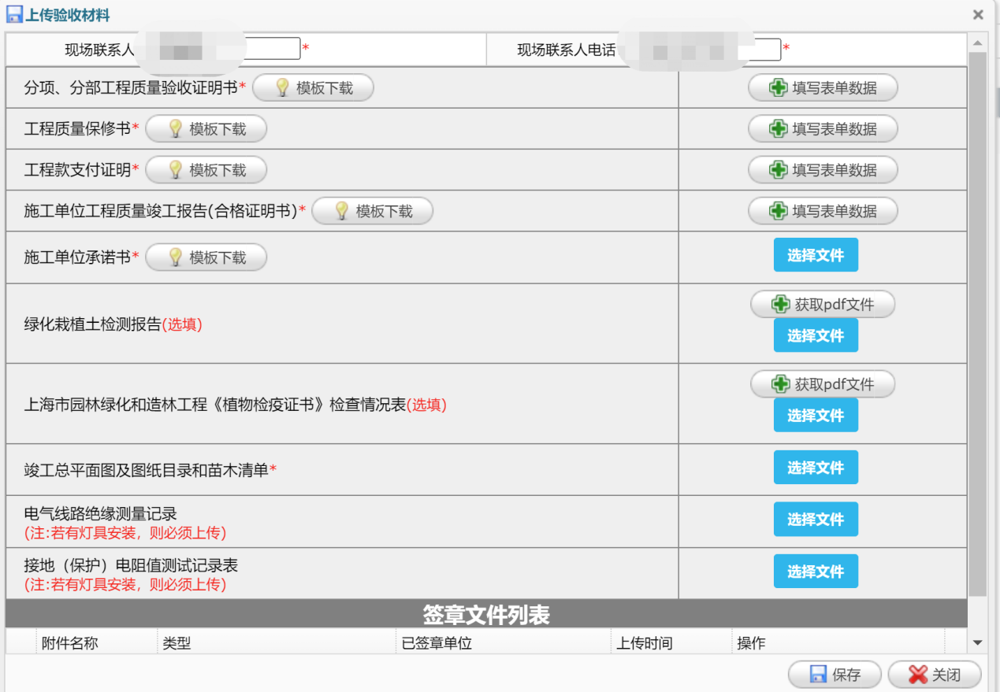 上传验收材料
现场联系人 * 现场联系人电话 *
分项、分部工程质量验收证明书* 模板下载 填写表单数据
工程质量保修书* 模板下载 填写表单数据
工程款支付证明* 模板下载 填写表单数据
施工单位工程质量竣工报告(合格证明书)* 模板下载 填写表单数据
施工单位承诺书* 模板下载 选择文件
获取pdf文件
绿化栽植土检测报告(选填) 选择文件
获取pdf文件
上海市园林绿化和造林工程《植物检疫证书》检查情况表(选填) 选择文件
竣工总平面图及图纸目录和苗木清单* 选择文件
电气线路绝缘测量记录 选择文件
(注:若有灯具安装，则必须上传)
接地（保护）电阻值测试记录表 选择文件
(注:若有灯具安装，则必须上传)
签章文件列表
附件名称 类型 已签章单位 上传时间 操作
保存 关闭